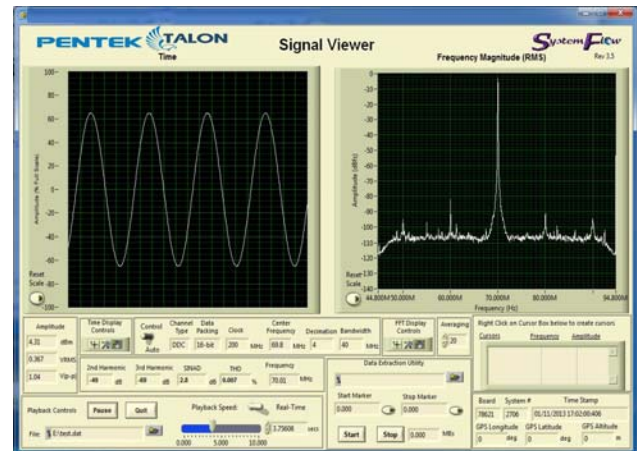 PENTEK TALON
Signal Viewer
SystemFlow
Rev 3.5
Time
Frequency Magnitude (RMS)
Amplitude (% Full Scale)
100-
80-
60-
40-
20-
0-
-20-
-40-
-60-
-80-
-100-
Reset
Scale
Amplitude (dBfs)
0-
-10-
-20-
-30-
-40-
-50-
-60-
-70-
-80-
-90-
-100-
-110-
-120-
-130-
-140-
44.800M 50.000M 60.000M 70.000M 80.000M 94.800M
Frequency (Hz)
Reset
Scale
Amplitude
4.31 dBm
0.367 VRMS
1.04 V(p-p)
Time Display
Controls
Control
Auto
Channel
Type
DDC
Data
Packing
16-bit
Clock
200 MHz
Center
Frequency
69.8 MHz
Decimation
4
Bandwidth
40 MHz
FFT Display
Controls
Averaging
20
2nd Harmonic
dB
3rd Harmonic
dB
SINAD
dB
THD
0.007 %
Frequency
70.01 MHz
Playback Controls
Pause
Quit
Playback Speed:
Real-Time
File:
E:\test.dat
0.000 5.000 10.000
3.75606 secs
Data Extraction Utility
Start Marker
0.000
Stop Marker
0.000
Start
Stop
0.000 MBs
Right Click on Cursor Box below to create cursors
Cursors Frequency Amplitude
Board System # Time Stamp
78621 2706 01/11/2013 17:02:00:406
GPS Longitude GPS Latitude GPS Altitude
0 deg 0 deg 0 m